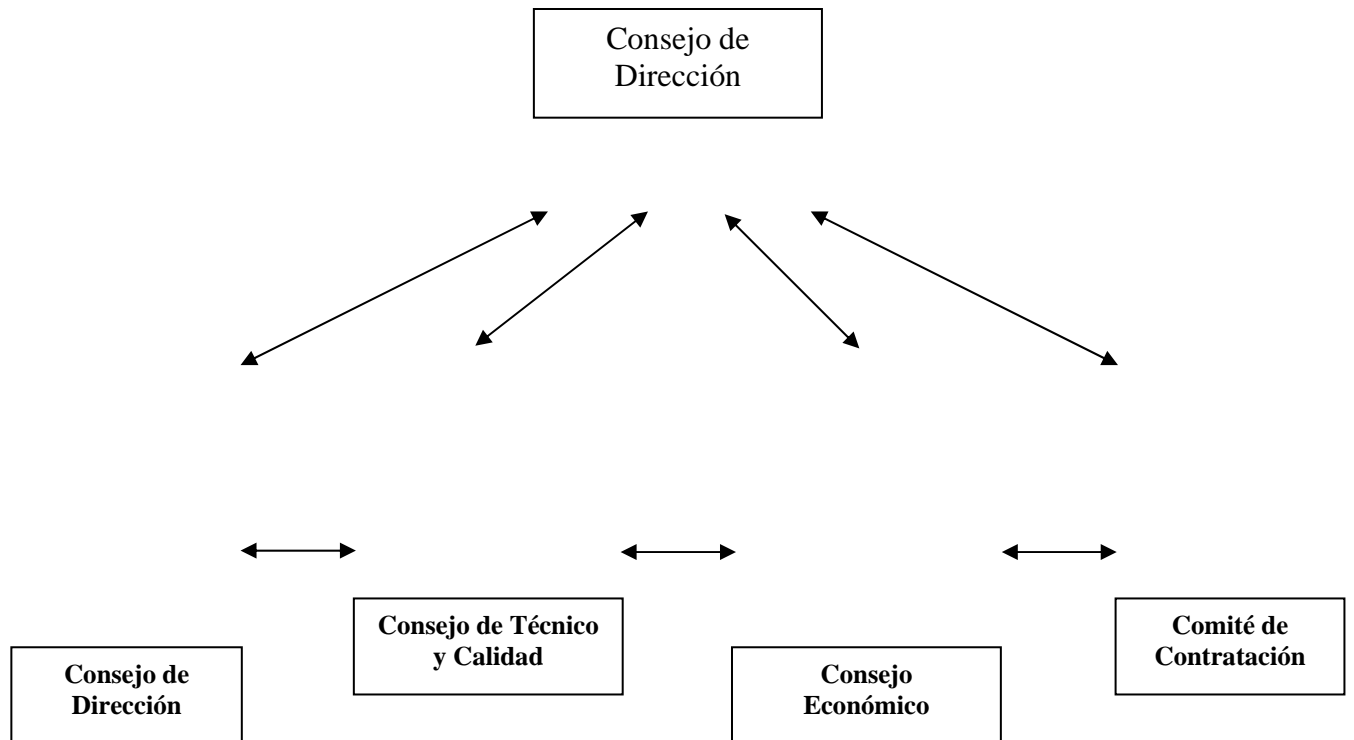 Consejo de
Dirección
Consejo de Técnico
y Calidad
Comité de
Contratación
Consejo de
Dirección
Consejo
Económico